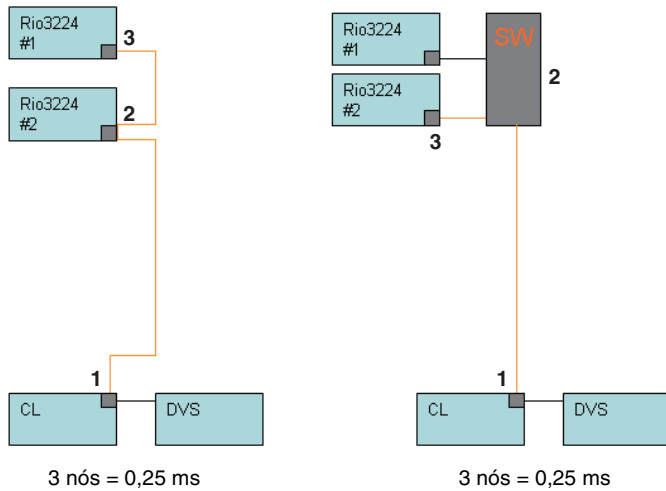 Rio3224
#1
3
Rio3224
#2
2
1
CL
DVS
3 nós = 0,25 ms
Rio3224
#1
SW
2
Rio3224
#2
3
1
CL
DVS
3 nós = 0,25 ms